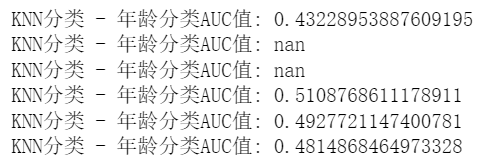 KNN分类 - 年龄分类AUC值: 0.43228953887609195
KNN分类 - 年龄分类AUC值: nan
KNN分类 - 年龄分类AUC值: nan
KNN分类 - 年龄分类AUC值: 0.5108768611178911
KNN分类 - 年龄分类AUC值: 0.4927721147400781
KNN分类 - 年龄分类AUC值: 0.4814868464973328